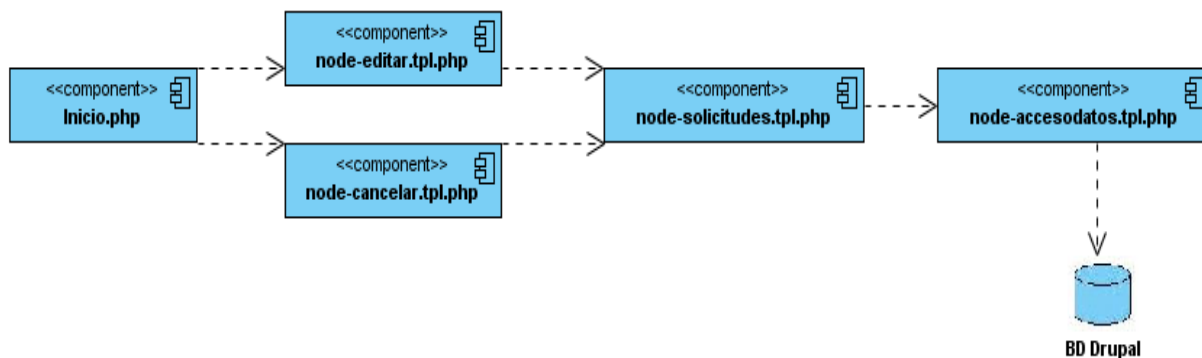 <<component>>
node-editar.tpl.php
<<component>>
Inicio.php
<<component>>
node-solicitudes.tpl.php
<<component>>
node-accesodatos.tpl.php
<<component>>
node-cancelar.tpl.php
BD Drupal